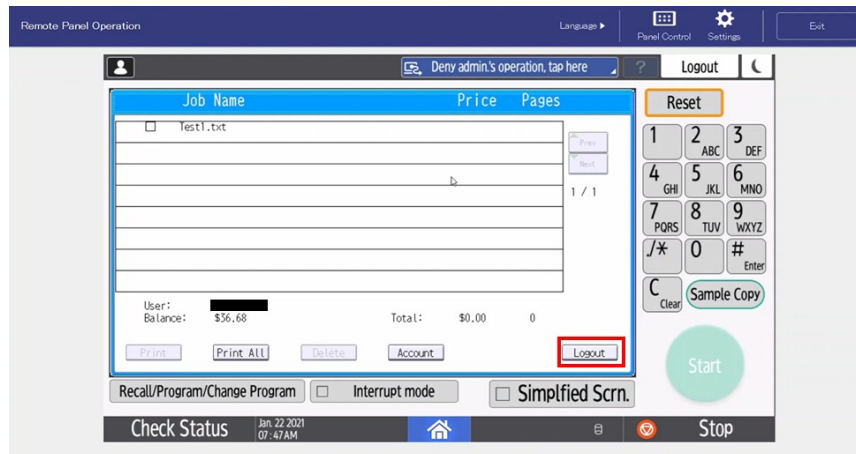 Remote Panel Operation
Language
Panel Control
Settings
Exit
Deny admin.'s operation, tap here
?
Logout
Job Name Price Pages
Test1.txt
Prev
Next
1 / 1
User:
Balance: $36.68 Total: $0.00 0
Print Print All Delete Account Logout
Reset
1 2 ABC 3 DEF
4 GHI 5 JKL 6 MNO
7 PQRS 8 TUV 9 WXYZ
./* 0 # Enter
C Clear Sample Copy
Start
Recall/Program/Change Program Interrupt mode Simplfied Scrn.
Check Status Jan. 22 2021
07:47AM
Stop